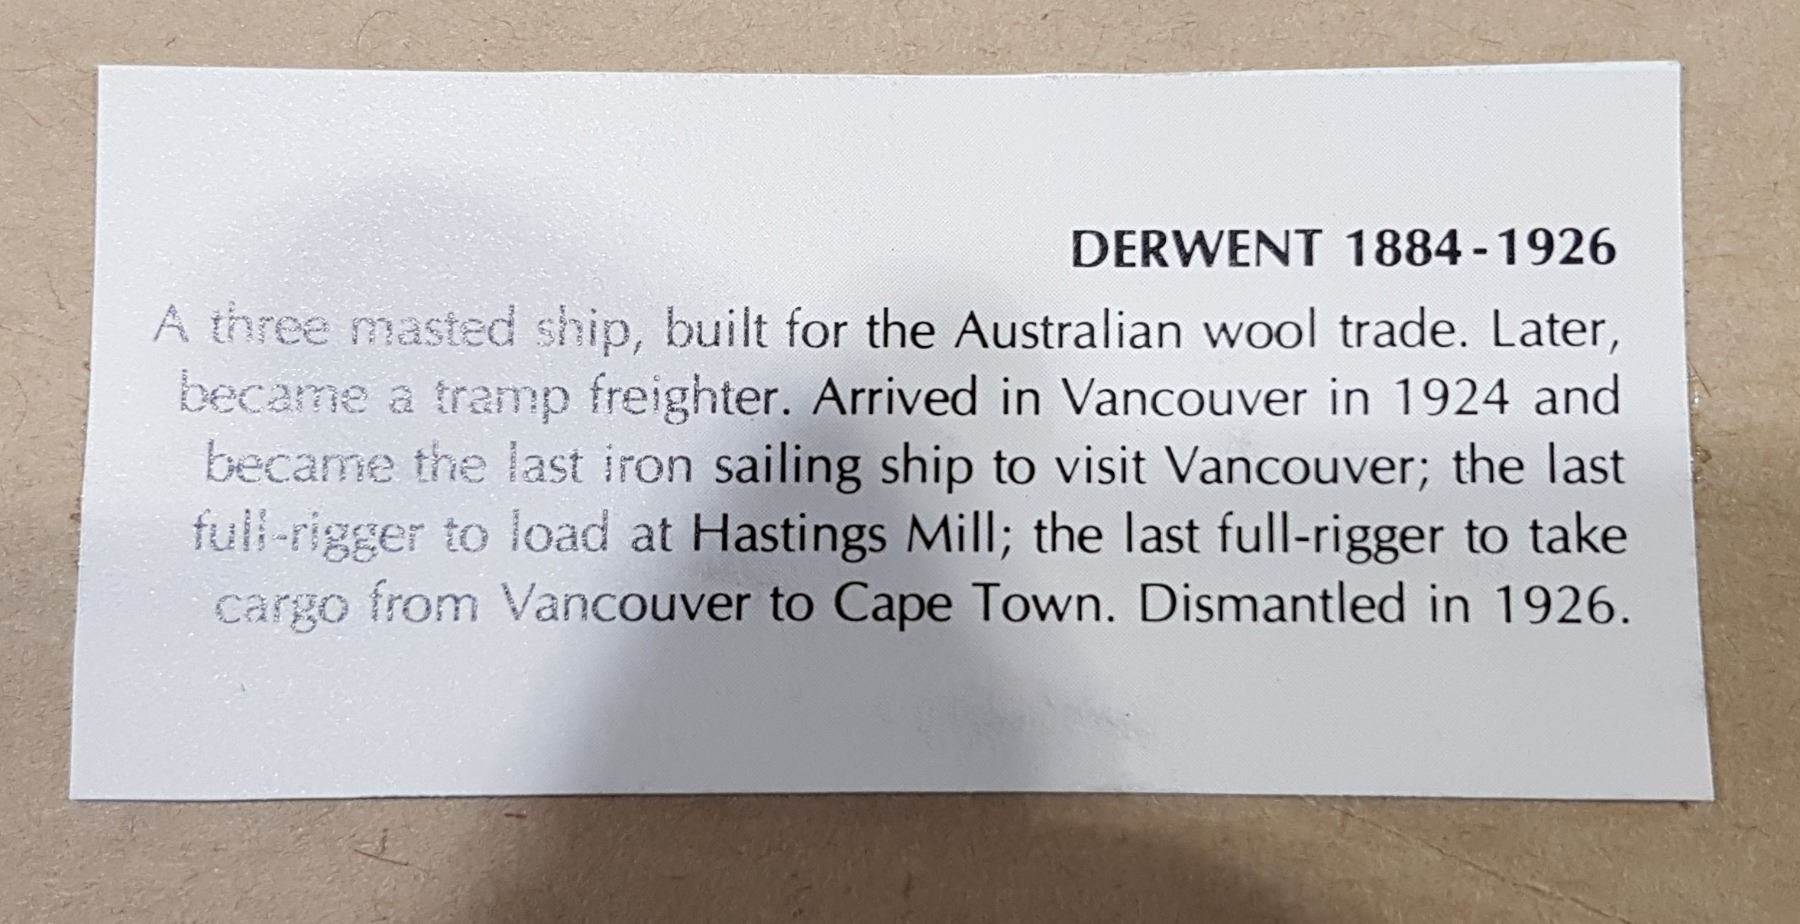 DERWENT 1884-1926
A three masted ship, built for the Australian wool trade. Later,
became a tramp freighter. Arrived in Vancouver in 1924 and
became the last iron sailing ship to visit Vancouver; the last
full-rigger to load at Hastings Mill; the last full-rigger to take
cargo from Vancouver to Cape Town. Dismantled in 1926.